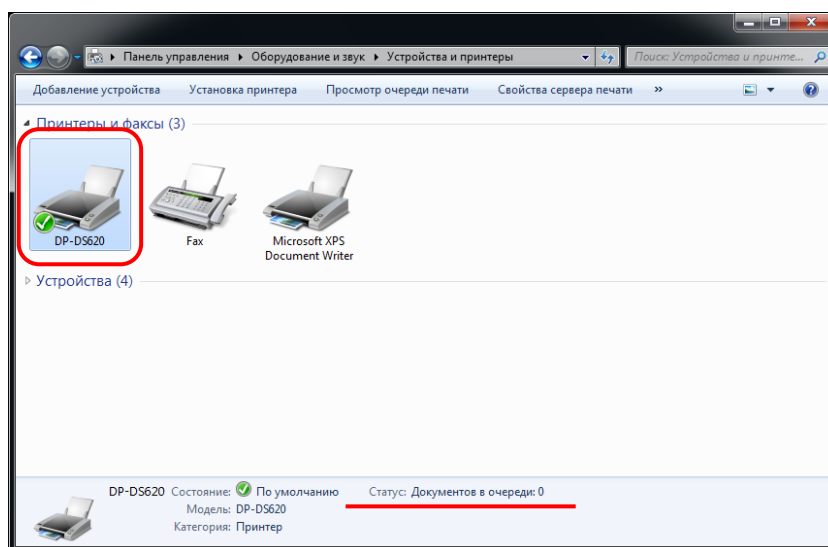 Панель управления ▸ Оборудование и звук ▸ Устройства и принтеры
Поиск: Устройства и принте...
Добавление устройства Установка принтера Просмотр очереди печати Свойства сервера печати »
Принтеры и факсы (3)
DP-DS620
Fax
Microsoft XPS
Document Writer
Устройства (4)
DP-DS620 Состояние: По умолчанию Статус: Документов в очереди: 0
Модель: DP-DS620
Категория: Принтер